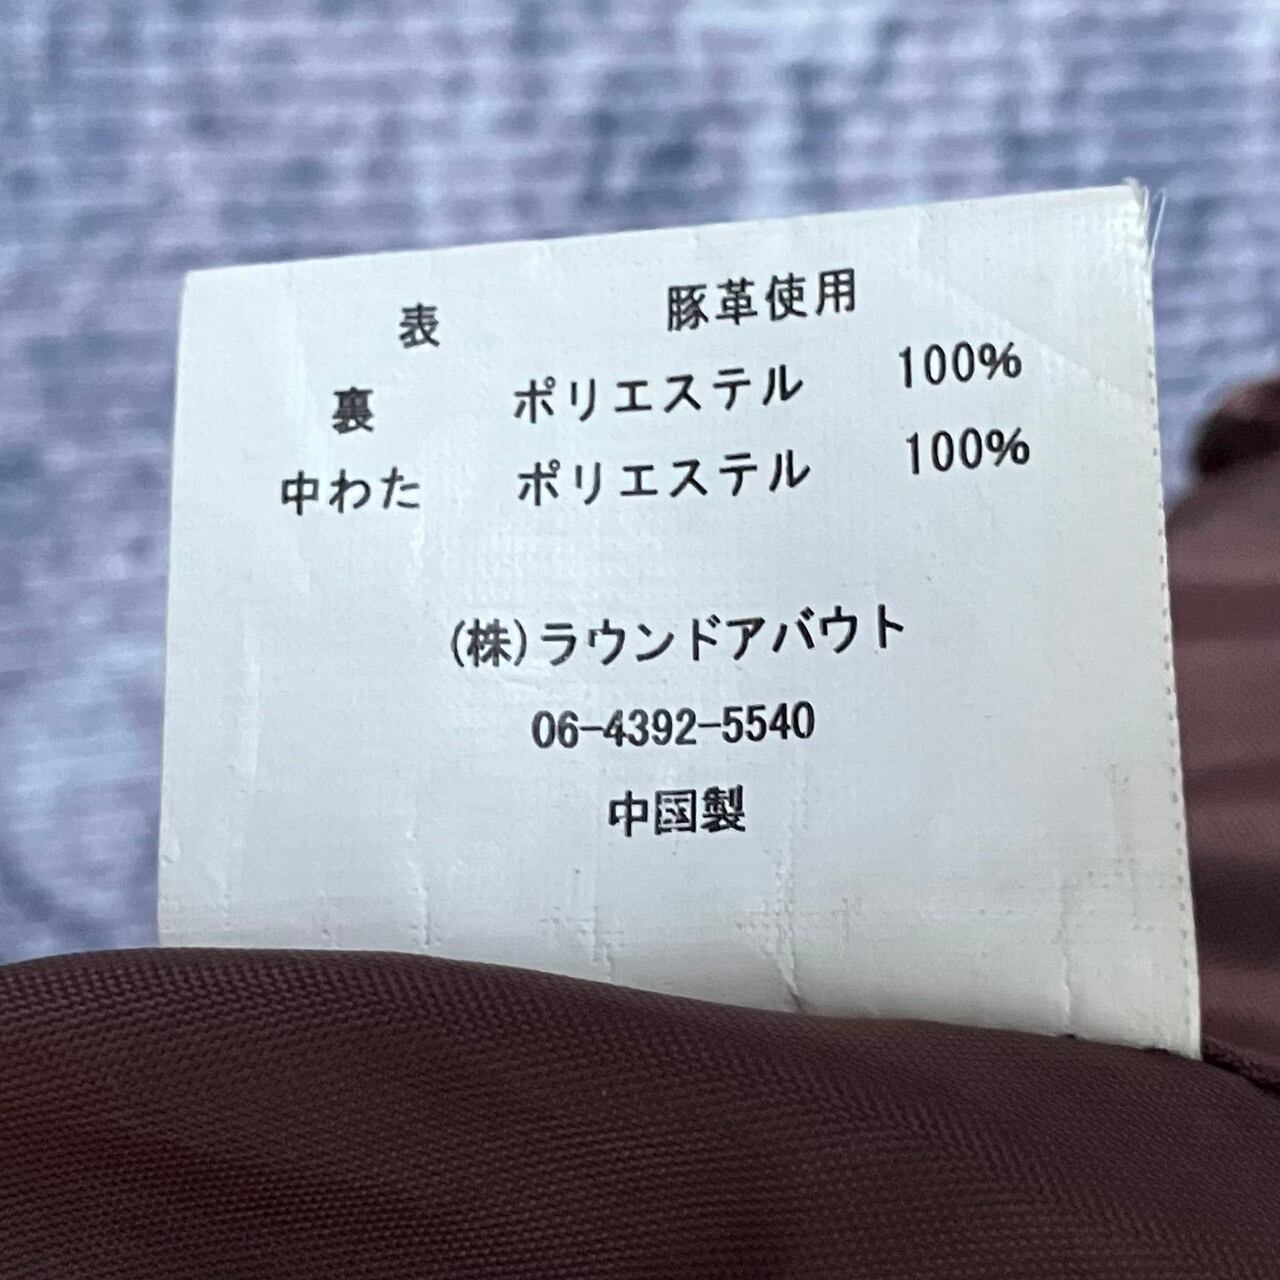 表 豚革使用
裏 ポリエステル 100%
中わた ポリエステル 100%
(株)ラウンドアバウト
06-4392-5540
中国製